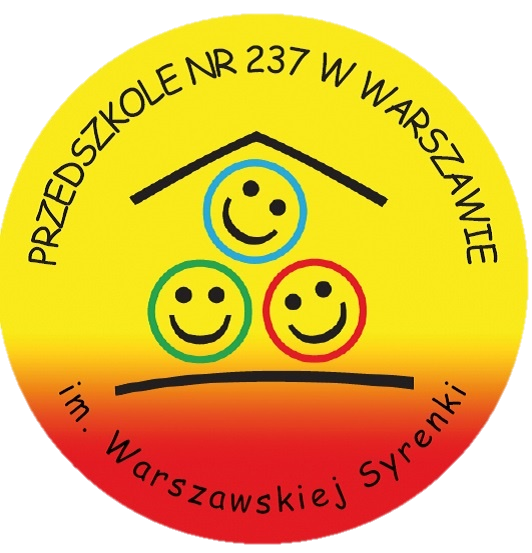 PRZEDSZKOLE NR 237 W WARSZAWIE
im. Warszawskiej Syrenki